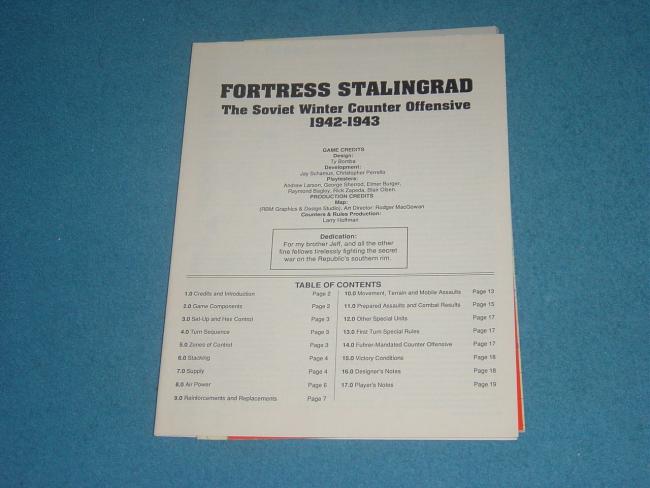 FORTRESS STALINGRAD
The Soviet Winter Counter Offensive
1942-1943
GAME CREDITS
Design:
Ty Bomba
Development:
Jay Schamus, Christopher Perrello
Playtesters:
Andrew Larson, George Sherrod, Elmer Burger,
Raymond Bagley, Rick Zepeda, Blair Olsen.
PRODUCTION CREDITS
Map:
(RBM Graphics & Design Studio), Art Director: Rodger MacGowan
Counters & Rules Production:
Larry Hoffman
Dedication:
For my brother Jeff, and all the other
fine fellows tirelessly fighting the secret
war on the Republic's southern rim.
TABLE OF CONTENTS
1.0 Credits and Introduction Page 2
2.0 Game Components Page 2
3.0 Set-Up and Hex Control Page 3
4.0 Turn Sequence Page 3
5.0 Zones of Control Page 3
6.0 Stacking Page 4
7.0 Supply Page 4
8.0 Air Power Page 6
9.0 Reinforcements and Replacements Page 7
10.0 Movement, Terrain and Mobile Assaults Page 13
11.0 Prepared Assaults and Combat Results Page 15
12.0 Other Special Units Page 17
13.0 First Turn Special Rules Page 17
14.0 Fuhrer-Mandated Counter Offensive Page 17
15.0 Victory Conditions Page 18
16.0 Designer's Notes Page 18
17.0 Player's Notes Page 19